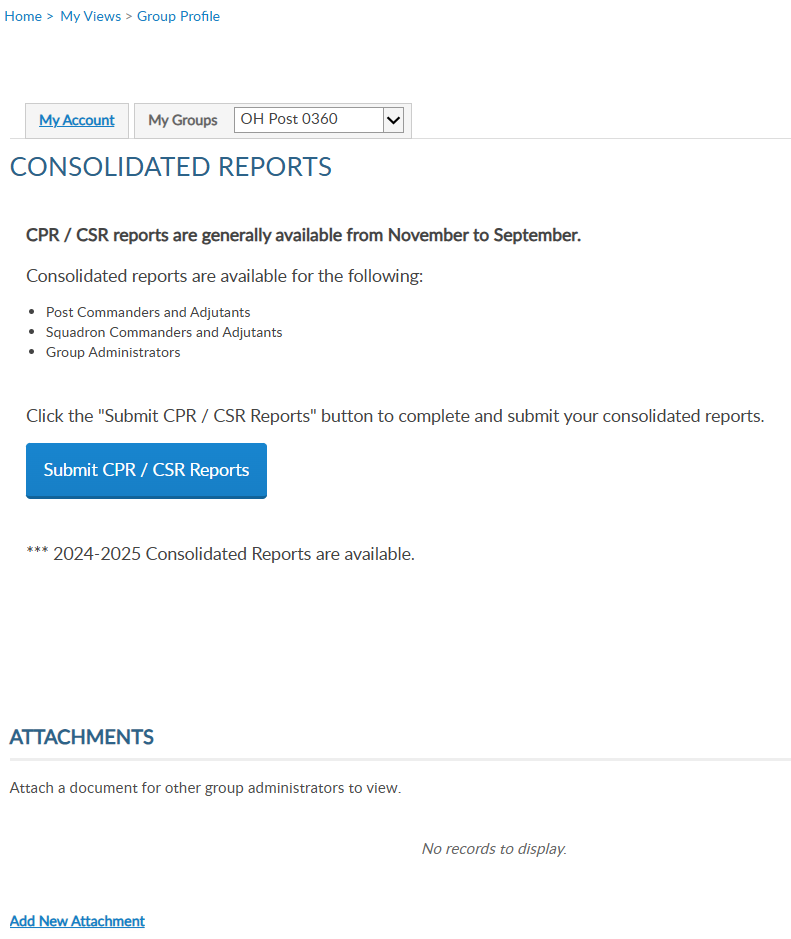 Home > My Views > Group Profile
My Account My Groups OH Post 0360
CONSOLIDATED REPORTS
CPR / CSR reports are generally available from November to September.
Consolidated reports are available for the following:
• Post Commanders and Adjutants
• Squadron Commanders and Adjutants
• Group Administrators
Click the "Submit CPR / CSR Reports" button to complete and submit your consolidated reports.
Submit CPR / CSR Reports
*** 2024-2025 Consolidated Reports are available.
ATTACHMENTS
Attach a document for other group administrators to view.
No records to display.
Add New Attachment